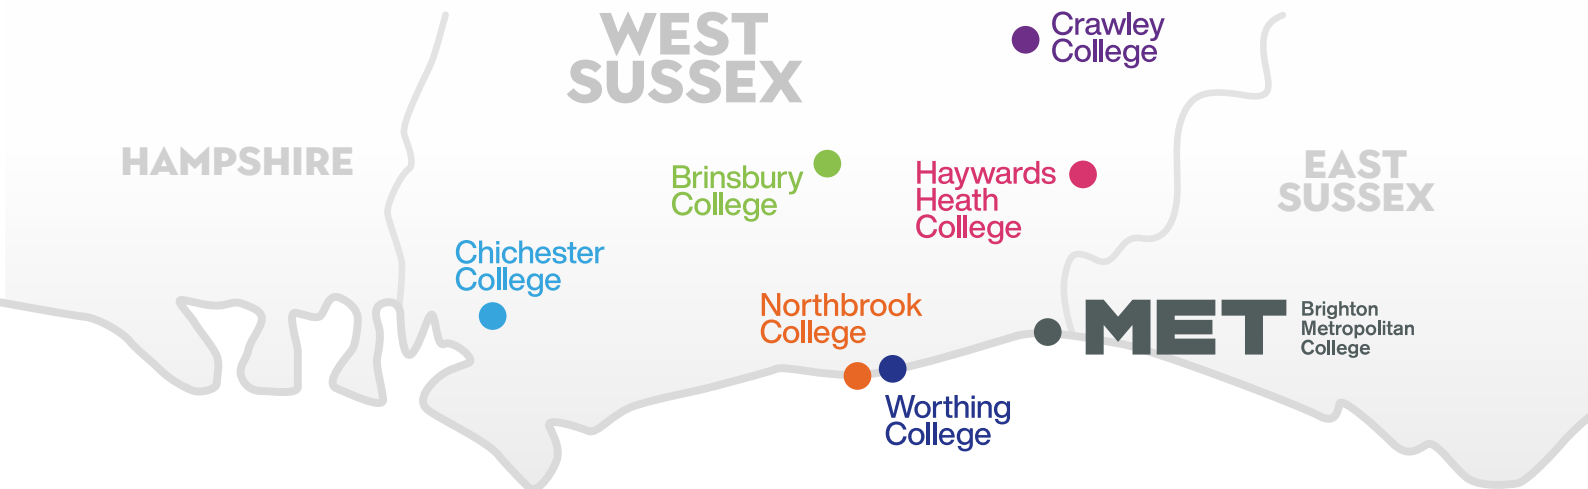 WEST
SUSSEX
Crawley
College
HAMPSHIRE
Brinsbury
College
Haywards
Heath
College
EAST
SUSSEX
Chichester
College
Northbrook
College
MET
Brighton
Metropolitan
College
Worthing
College